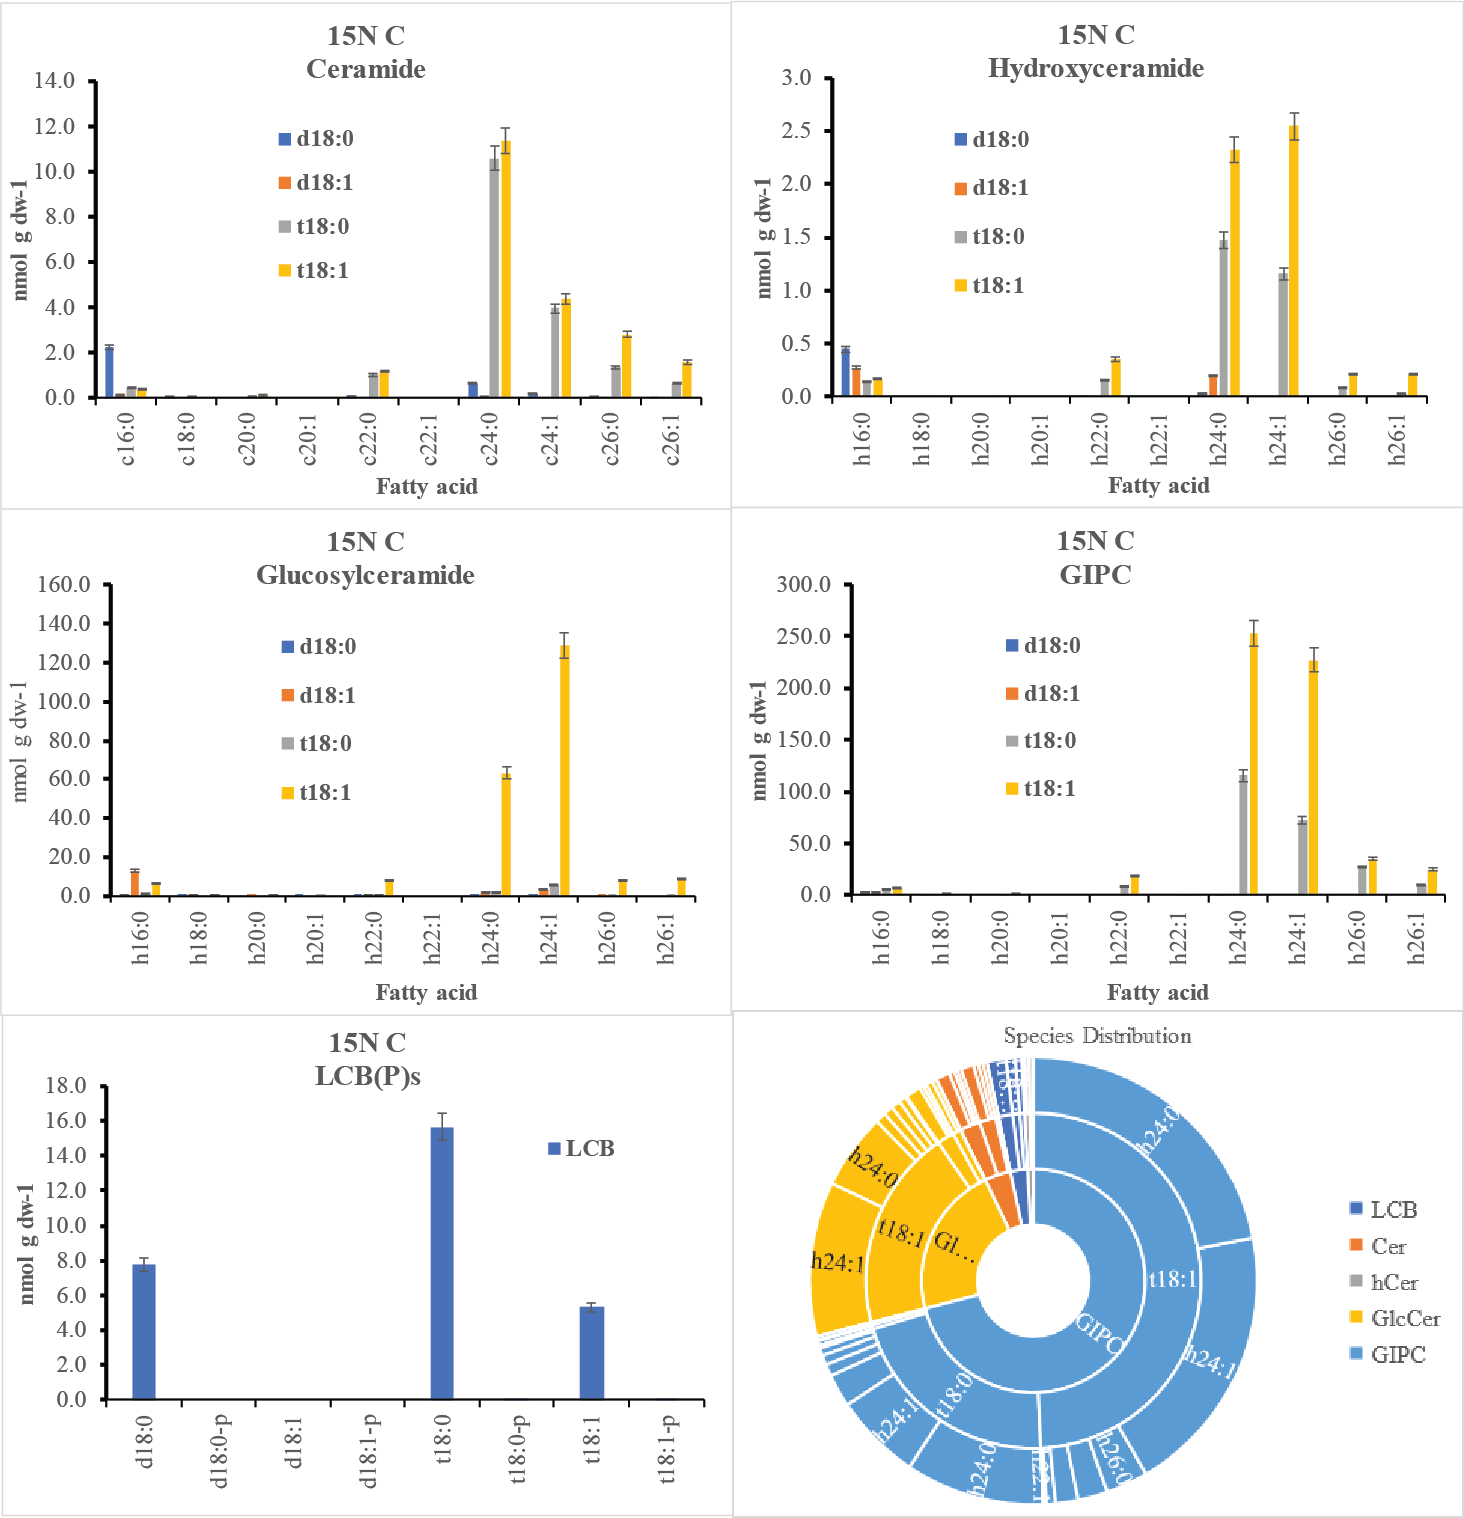 15N C
Ceramide
14.0
12.0
10.0
8.0
6.0
4.0
2.0
0.0
nmol g dw-1
d18:0
d18:1
t18:0
t18:1
c16:0
c18:0
c20:0
c20:1
c22:0
c22:1
c24:0
c24:1
c26:0
c26:1
Fatty acid
15N C
Hydroxyceramide
3.0
2.5
2.0
1.5
1.0
0.5
0.0
nmol g dw-1
d18:0
d18:1
t18:0
t18:1
h16:0
h18:0
h20:0
h20:1
h22:0
h22:1
h24:0
h24:1
h26:0
h26:1
Fatty acid
15N C
Glucosylceramide
160.0
140.0
120.0
100.0
80.0
60.0
40.0
20.0
0.0
nmol g dw-1
d18:0
d18:1
t18:0
t18:1
h16:0
h18:0
h20:0
h20:1
h22:0
h22:1
h24:0
h24:1
h26:0
h26:1
Fatty acid
15N C
GIPC
300.0
250.0
200.0
150.0
100.0
50.0
0.0
nmol g dw-1
d18:0
d18:1
t18:0
t18:1
h16:0
h18:0
h20:0
h20:1
h22:0
h22:1
h24:0
h24:1
h26:0
h26:1
Fatty acid
15N C
LCB(P)s
18.0
16.0
14.0
12.0
10.0
8.0
6.0
4.0
2.0
0.0
nmol g dw-1
LCB
d18:0
d18:0-p
d18:1
d18:1-p
t18:0
t18:0-p
t18:1
t18:1-p
Species Distribution
h24:0
h24:0
t18:1
Gl…
h24:1
t18:1
GIPC
h24:1
t18:0
h24:1
h24:0
h26:0
LCB
Cer
hCer
GlcCer
GIPC